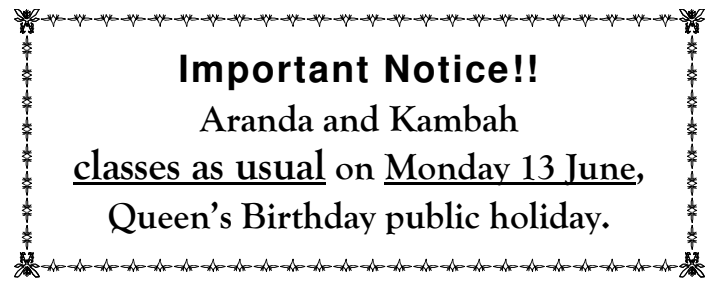 Important Notice!!
Aranda and Kambah
classes as usual on Monday 13 June,
Queen's Birthday public holiday.